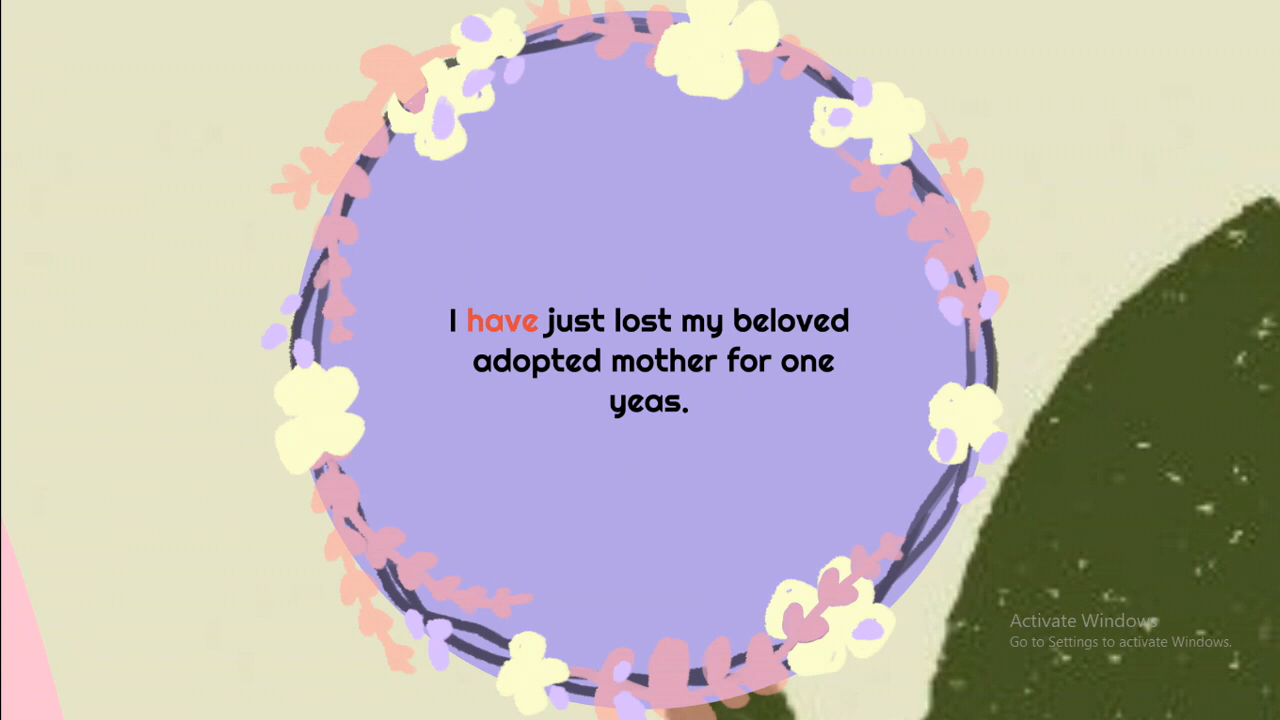 I have just lost my beloved
adopted mother for one
yeas.
Activate Windows
Go to Settings to activate Windows.